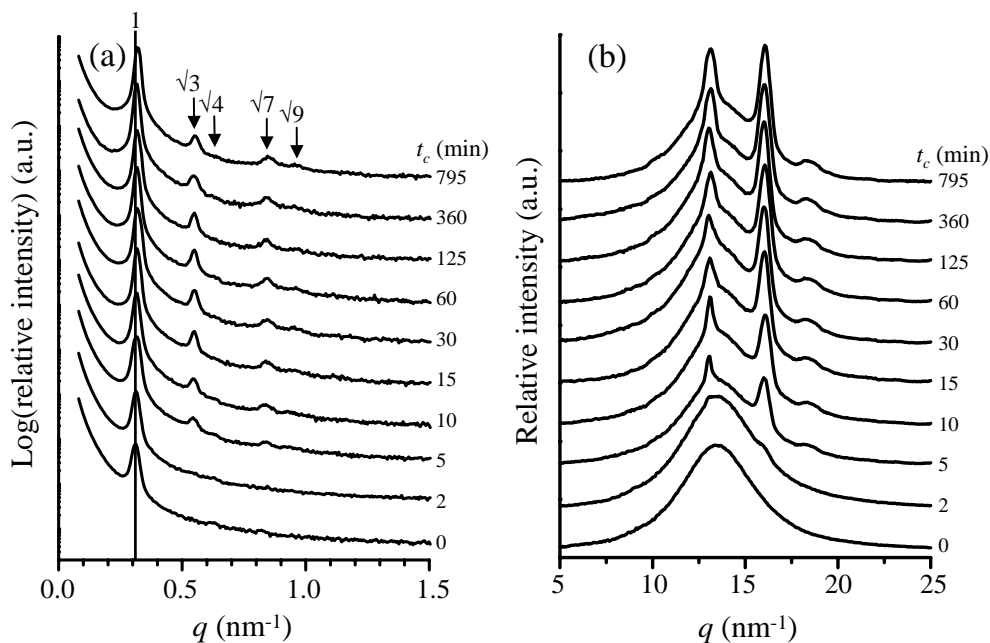 (a)
1
√3
√4
√7
√9
t_c (min)
795
360
125
60
30
15
10
5
2
0
Log(relative intensity) (a.u.)
0.0 0.5 1.0 1.5
q (nm⁻¹)
(b)
t_c (min)
795
360
125
60
30
15
10
5
2
0
Relative intensity (a.u.)
5 10 15 20 25
q (nm⁻¹)